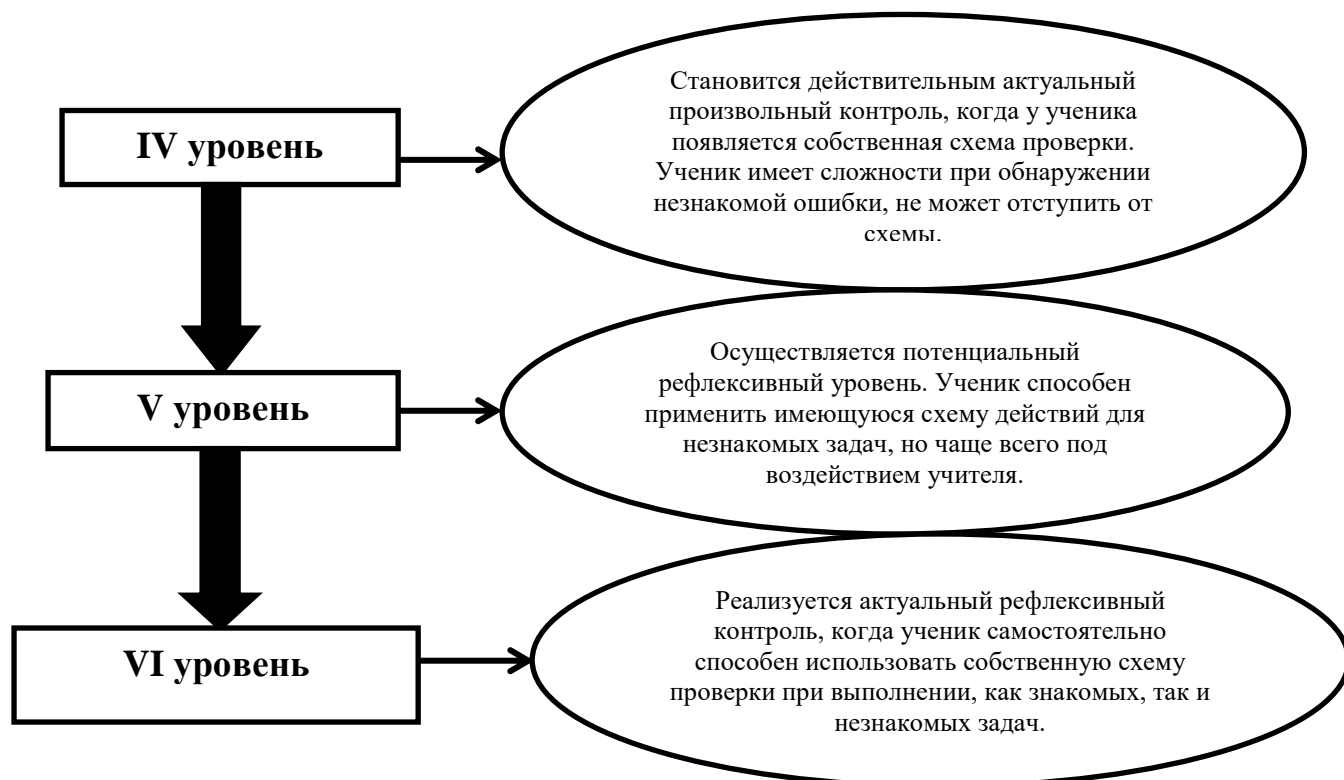 IV уровень
Становится действительным актуальный
произвольный контроль, когда у ученика
появляется собственная схема проверки.
Ученик имеет сложности при обнаружении
незнакомой ошибки, не может отступить от
схемы.
V уровень
Осуществляется потенциальный
рефлексивный уровень. Ученик способен
применить имеющуюся схему действий для
незнакомых задач, но чаще всего под
воздействием учителя.
VI уровень
Реализуется актуальный рефлексивный
контроль, когда ученик самостоятельно
способен использовать собственную схему
проверки при выполнении, как знакомых, так и
незнакомых задач.